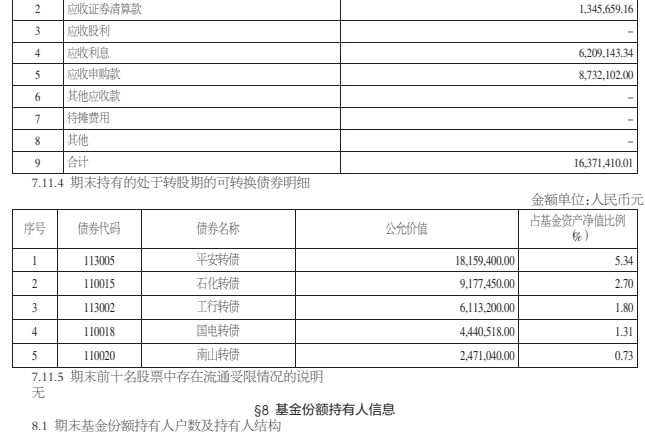 2 应收证券清算款 1,345,659.16
3 应收股利 –
4 应收利息 6,209,143.34
5 应收申购款 8,732,102.00
6 其他应收款 –
7 待摊费用 –
8 其他 –
9 合计 16,371,410.01
7.11.4 期末持有的处于转股期的可转换债券明细
金额单位:人民币元
序号 债券代码 债券名称 公允价值 占基金资产净值比例
(%)
1 113005 平安转债 18,159,400.00 5.34
2 110015 石化转债 9,177,450.00 2.70
3 113002 工行转债 6,113,200.00 1.80
4 110018 国电转债 4,440,518.00 1.31
5 110020 南山转债 2,471,040.00 0.73
7.11.5 期末前十名股票中存在流通受限情况的说明
无
§8 基金份额持有人信息
8.1 期末基金份额持有人户数及持有人结构